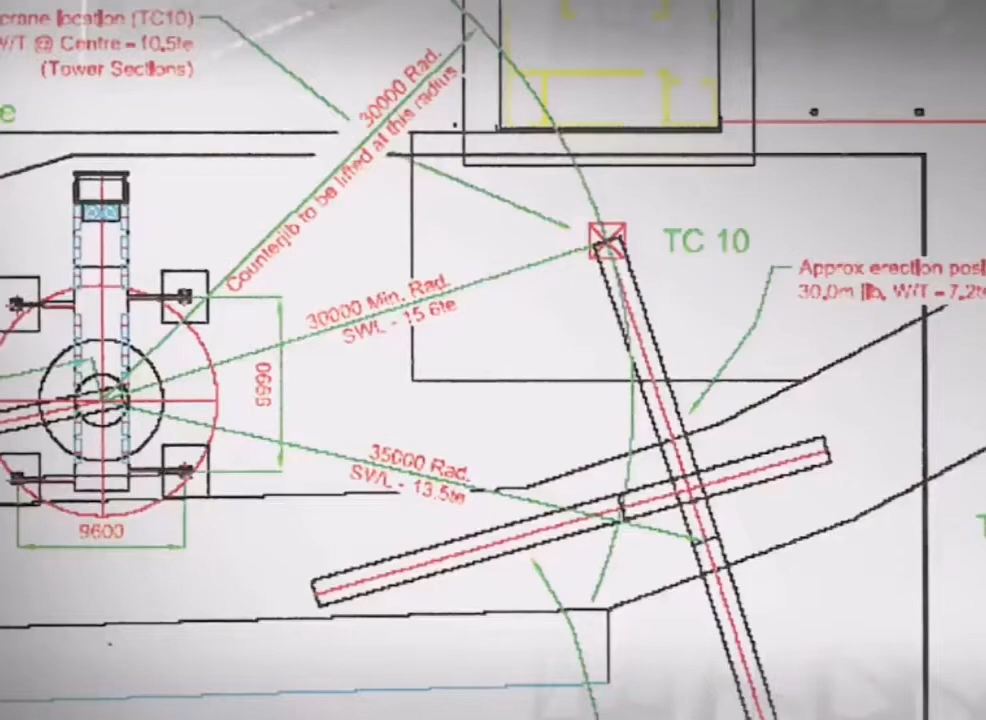 crane location (TC10)
W/T @ Centre - 10.5te
(Tower Sections)
30000 Rad.
Counterjib to be lifted at this radius
TC 10
Approx erection posi
30.0m jib, W/T - 7.2te
30000 Min. Rad.
SWL - 15.6te
6660
35000 Rad.
SWL - 13.5te
9600